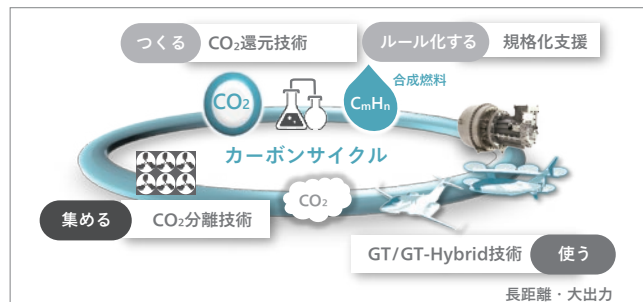 つくる CO₂還元技術
ルール化する 規格化支援
CO₂
CmHn
合成燃料
カーボンサイクル
CO₂
集める CO₂分離技術
GT/GT-Hybrid技術 使う
長距離・大出力